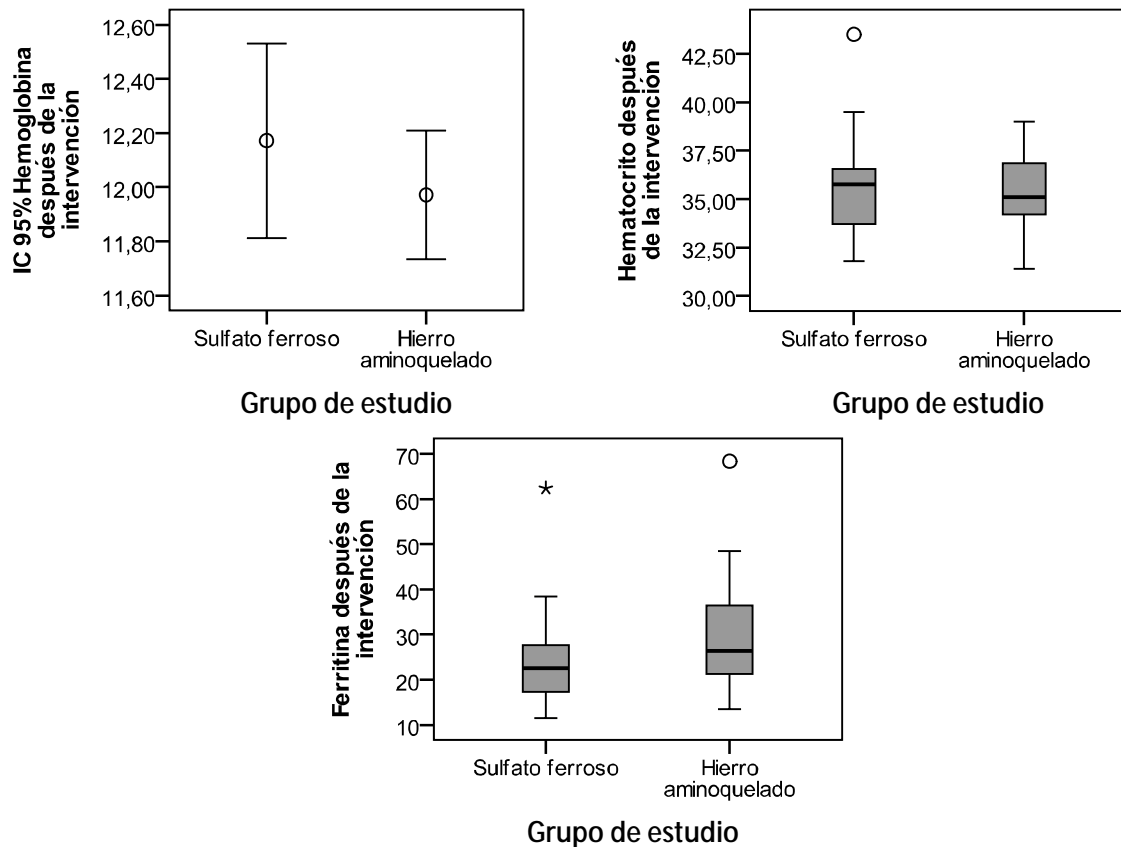 IC 95% Hemoglobina
después de la
intervención
12,60
12,40
12,20
12,00
11,80
11,60
Sulfato ferroso
Hierro
aminoquelado
Grupo de estudio
Hematocrito después
de la intervención
42,50
40,00
37,50
35,00
32,50
30,00
Sulfato ferroso
Hierro
aminoquelado
Grupo de estudio
Ferritina después de la
intervención
70
60
50
40
30
20
10
Sulfato ferroso
Hierro
aminoquelado
Grupo de estudio